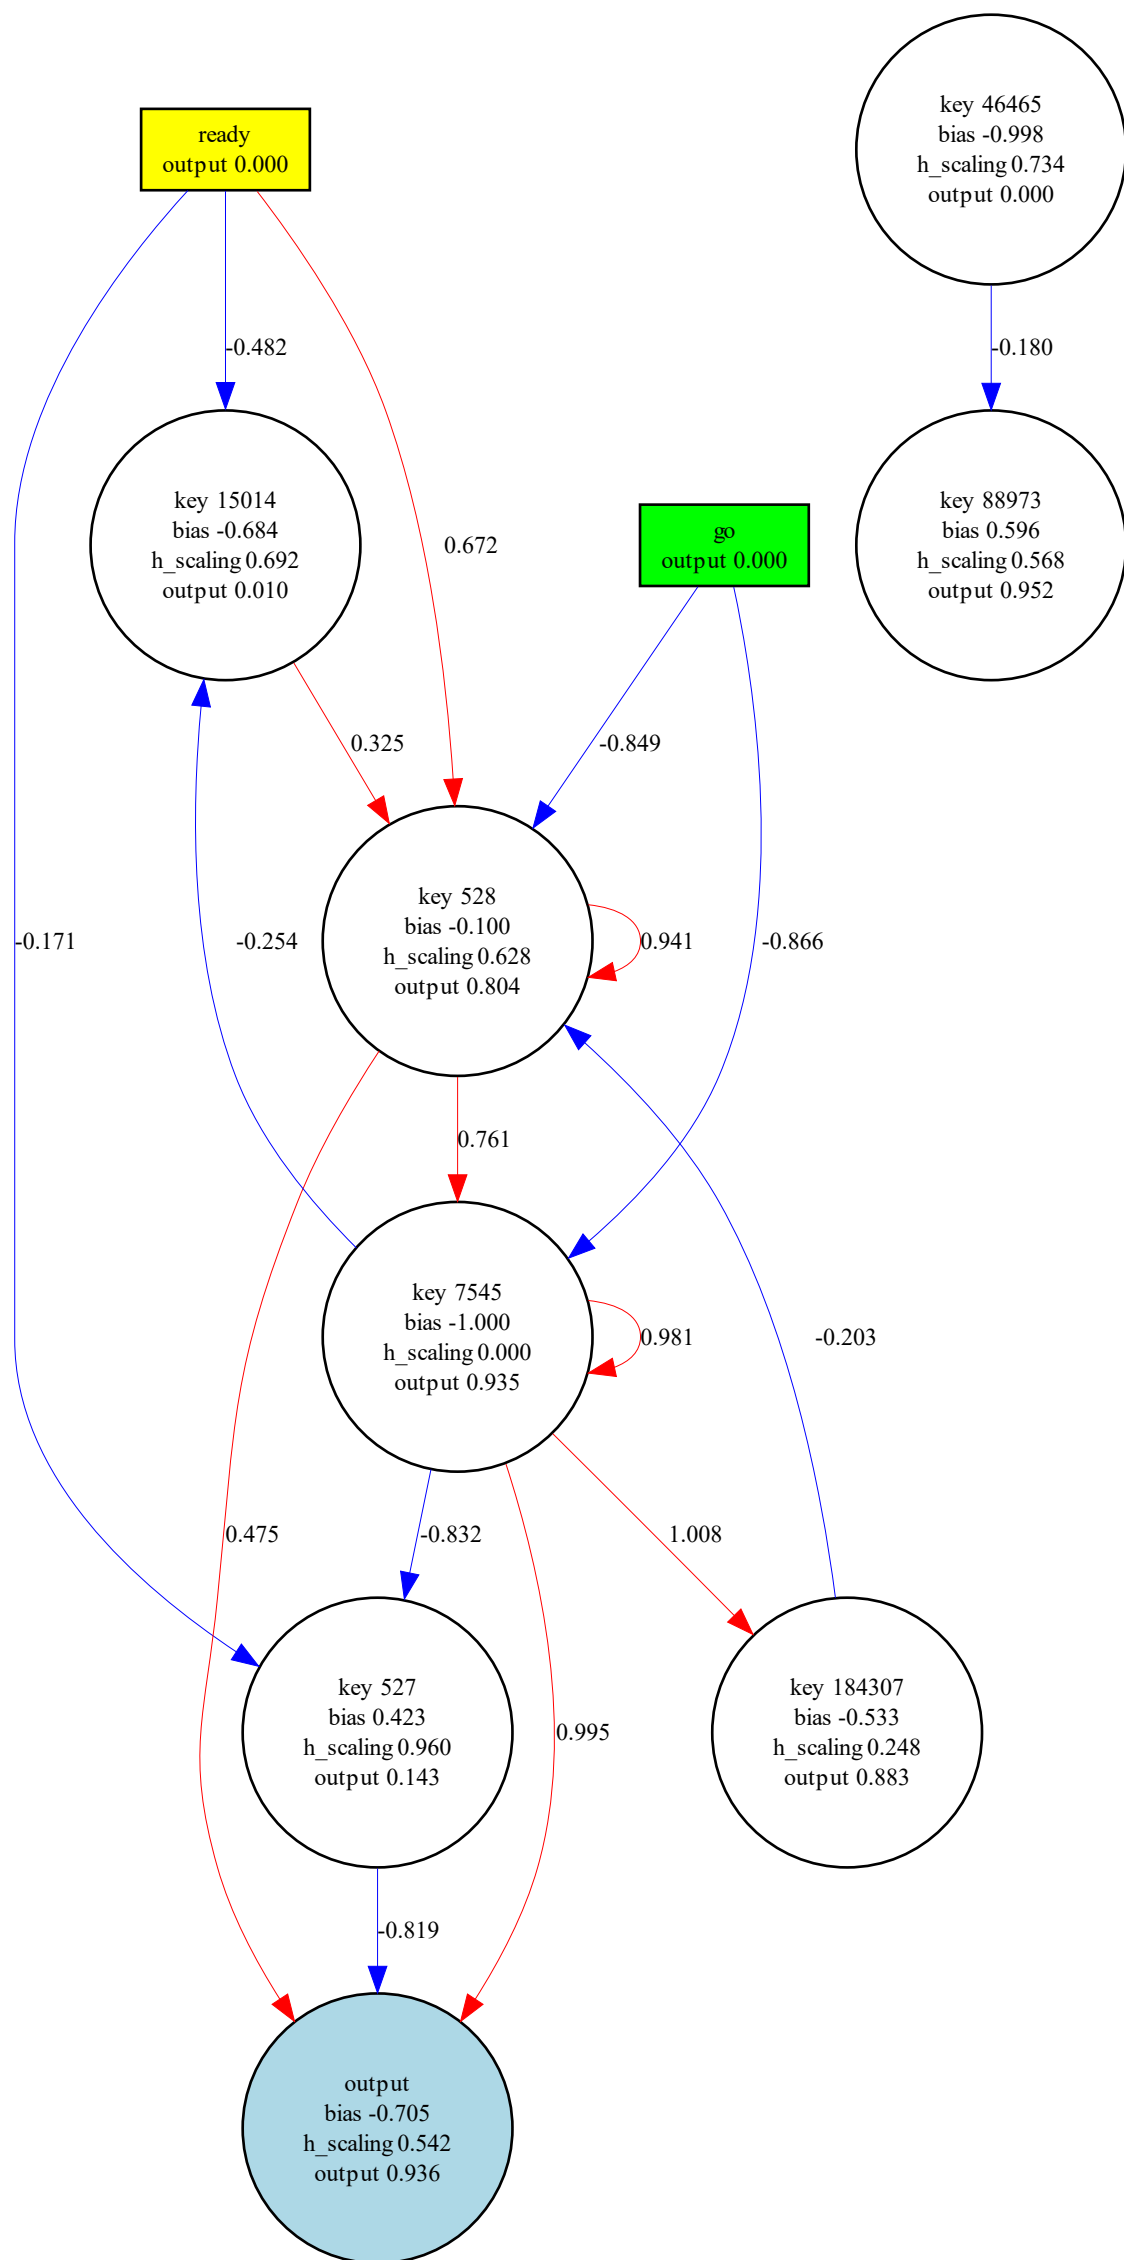 key 46465
bias -0.998
h_scaling 0.734
output 0.000
ready
output 0.000
-0.482
-0.180
key 15014
bias -0.684
h_scaling 0.692
output 0.010
0.672
go
output 0.000
key 88973
bias 0.596
h_scaling 0.568
output 0.952
0.325
-0.849
-0.171
-0.254
key 528
bias -0.100
h_scaling 0.628
output 0.804
0.941
-0.866
0.761
key 7545
bias -1.000
h_scaling 0.000
output 0.935
0.981
-0.203
0.475
-0.832
1.008
key 527
bias 0.423
h_scaling 0.960
output 0.143
0.995
key 184307
bias -0.533
h_scaling 0.248
output 0.883
-0.819
output
bias -0.705
h_scaling 0.542
output 0.936